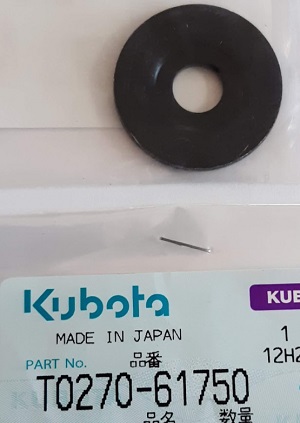 Kubota KUB
MADE IN JAPAN 1
PART No. 品番 12H2
T0270-61750
品名 数量